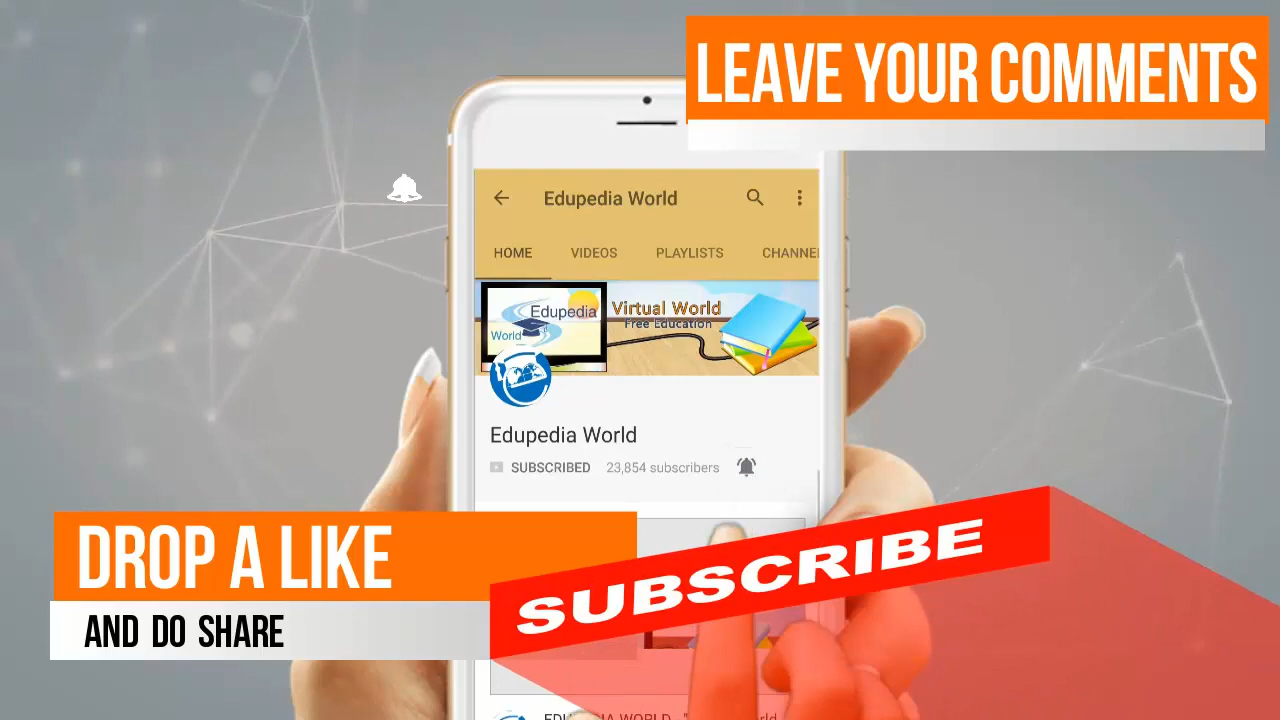 LEAVE YOUR COMMENTS
Edupedia World
HOME VIDEOS PLAYLISTS CHANNE
Edupedia
World
Virtual World
Free Education
Edupedia World
SUBSCRIBED 23,854 subscribers
DROP A LIKE
AND DO SHARE
SUBSCRIBE